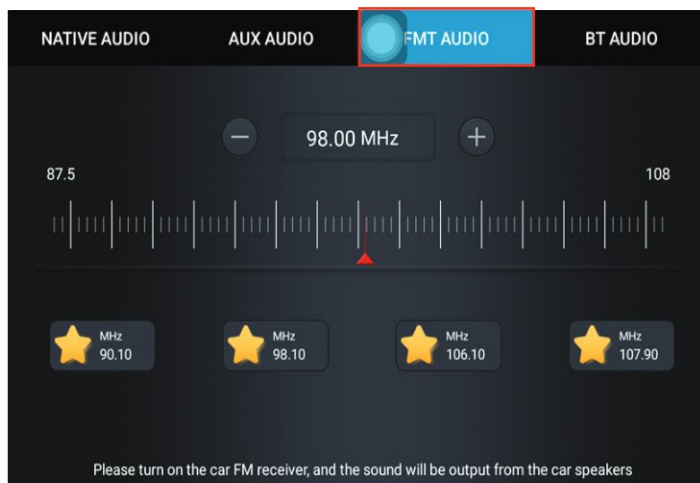 NATIVE AUDIO AUX AUDIO FMT AUDIO BT AUDIO
98.00 MHz
87.5 108
MHz
90.10
MHz
98.10
MHz
106.10
MHz
107.90
Please turn on the car FM receiver, and the sound will be output from the car speakers